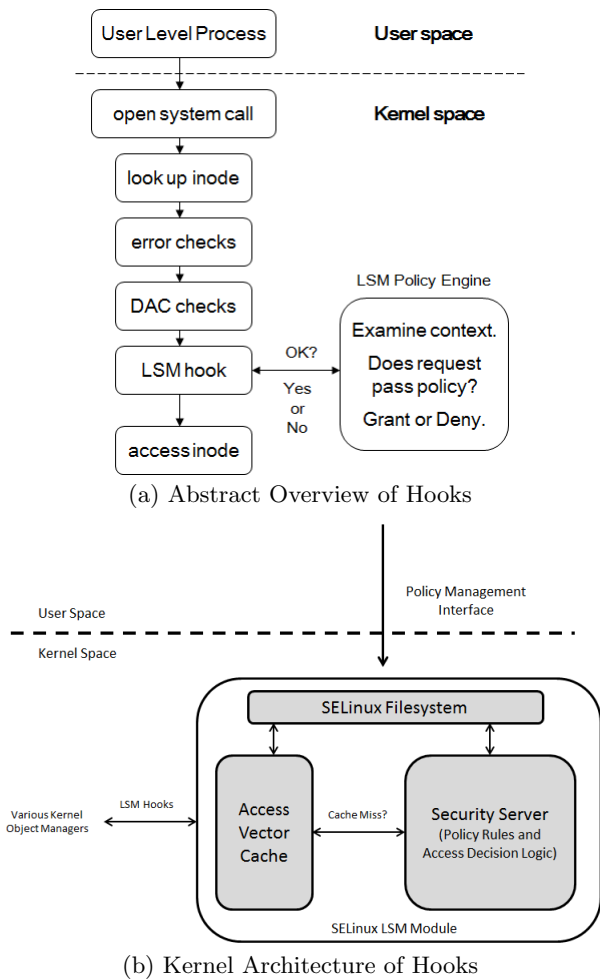 User Level Process
User space
open system call
Kernel space
look up inode
error checks
DAC checks
LSM Policy Engine
Examine context.
Does request
pass policy?
Grant or Deny.
LSM hook
OK?
Yes
or
No
access inode
(a) Abstract Overview of Hooks
Policy Management
Interface
User Space
Kernel Space
SELinux Filesystem
Various Kernel
Object Managers
LSM Hooks
Access
Vector
Cache
Cache Miss?
Security Server
(Policy Rules and
Access Decision Logic)
SELinux LSM Module
(b) Kernel Architecture of Hooks